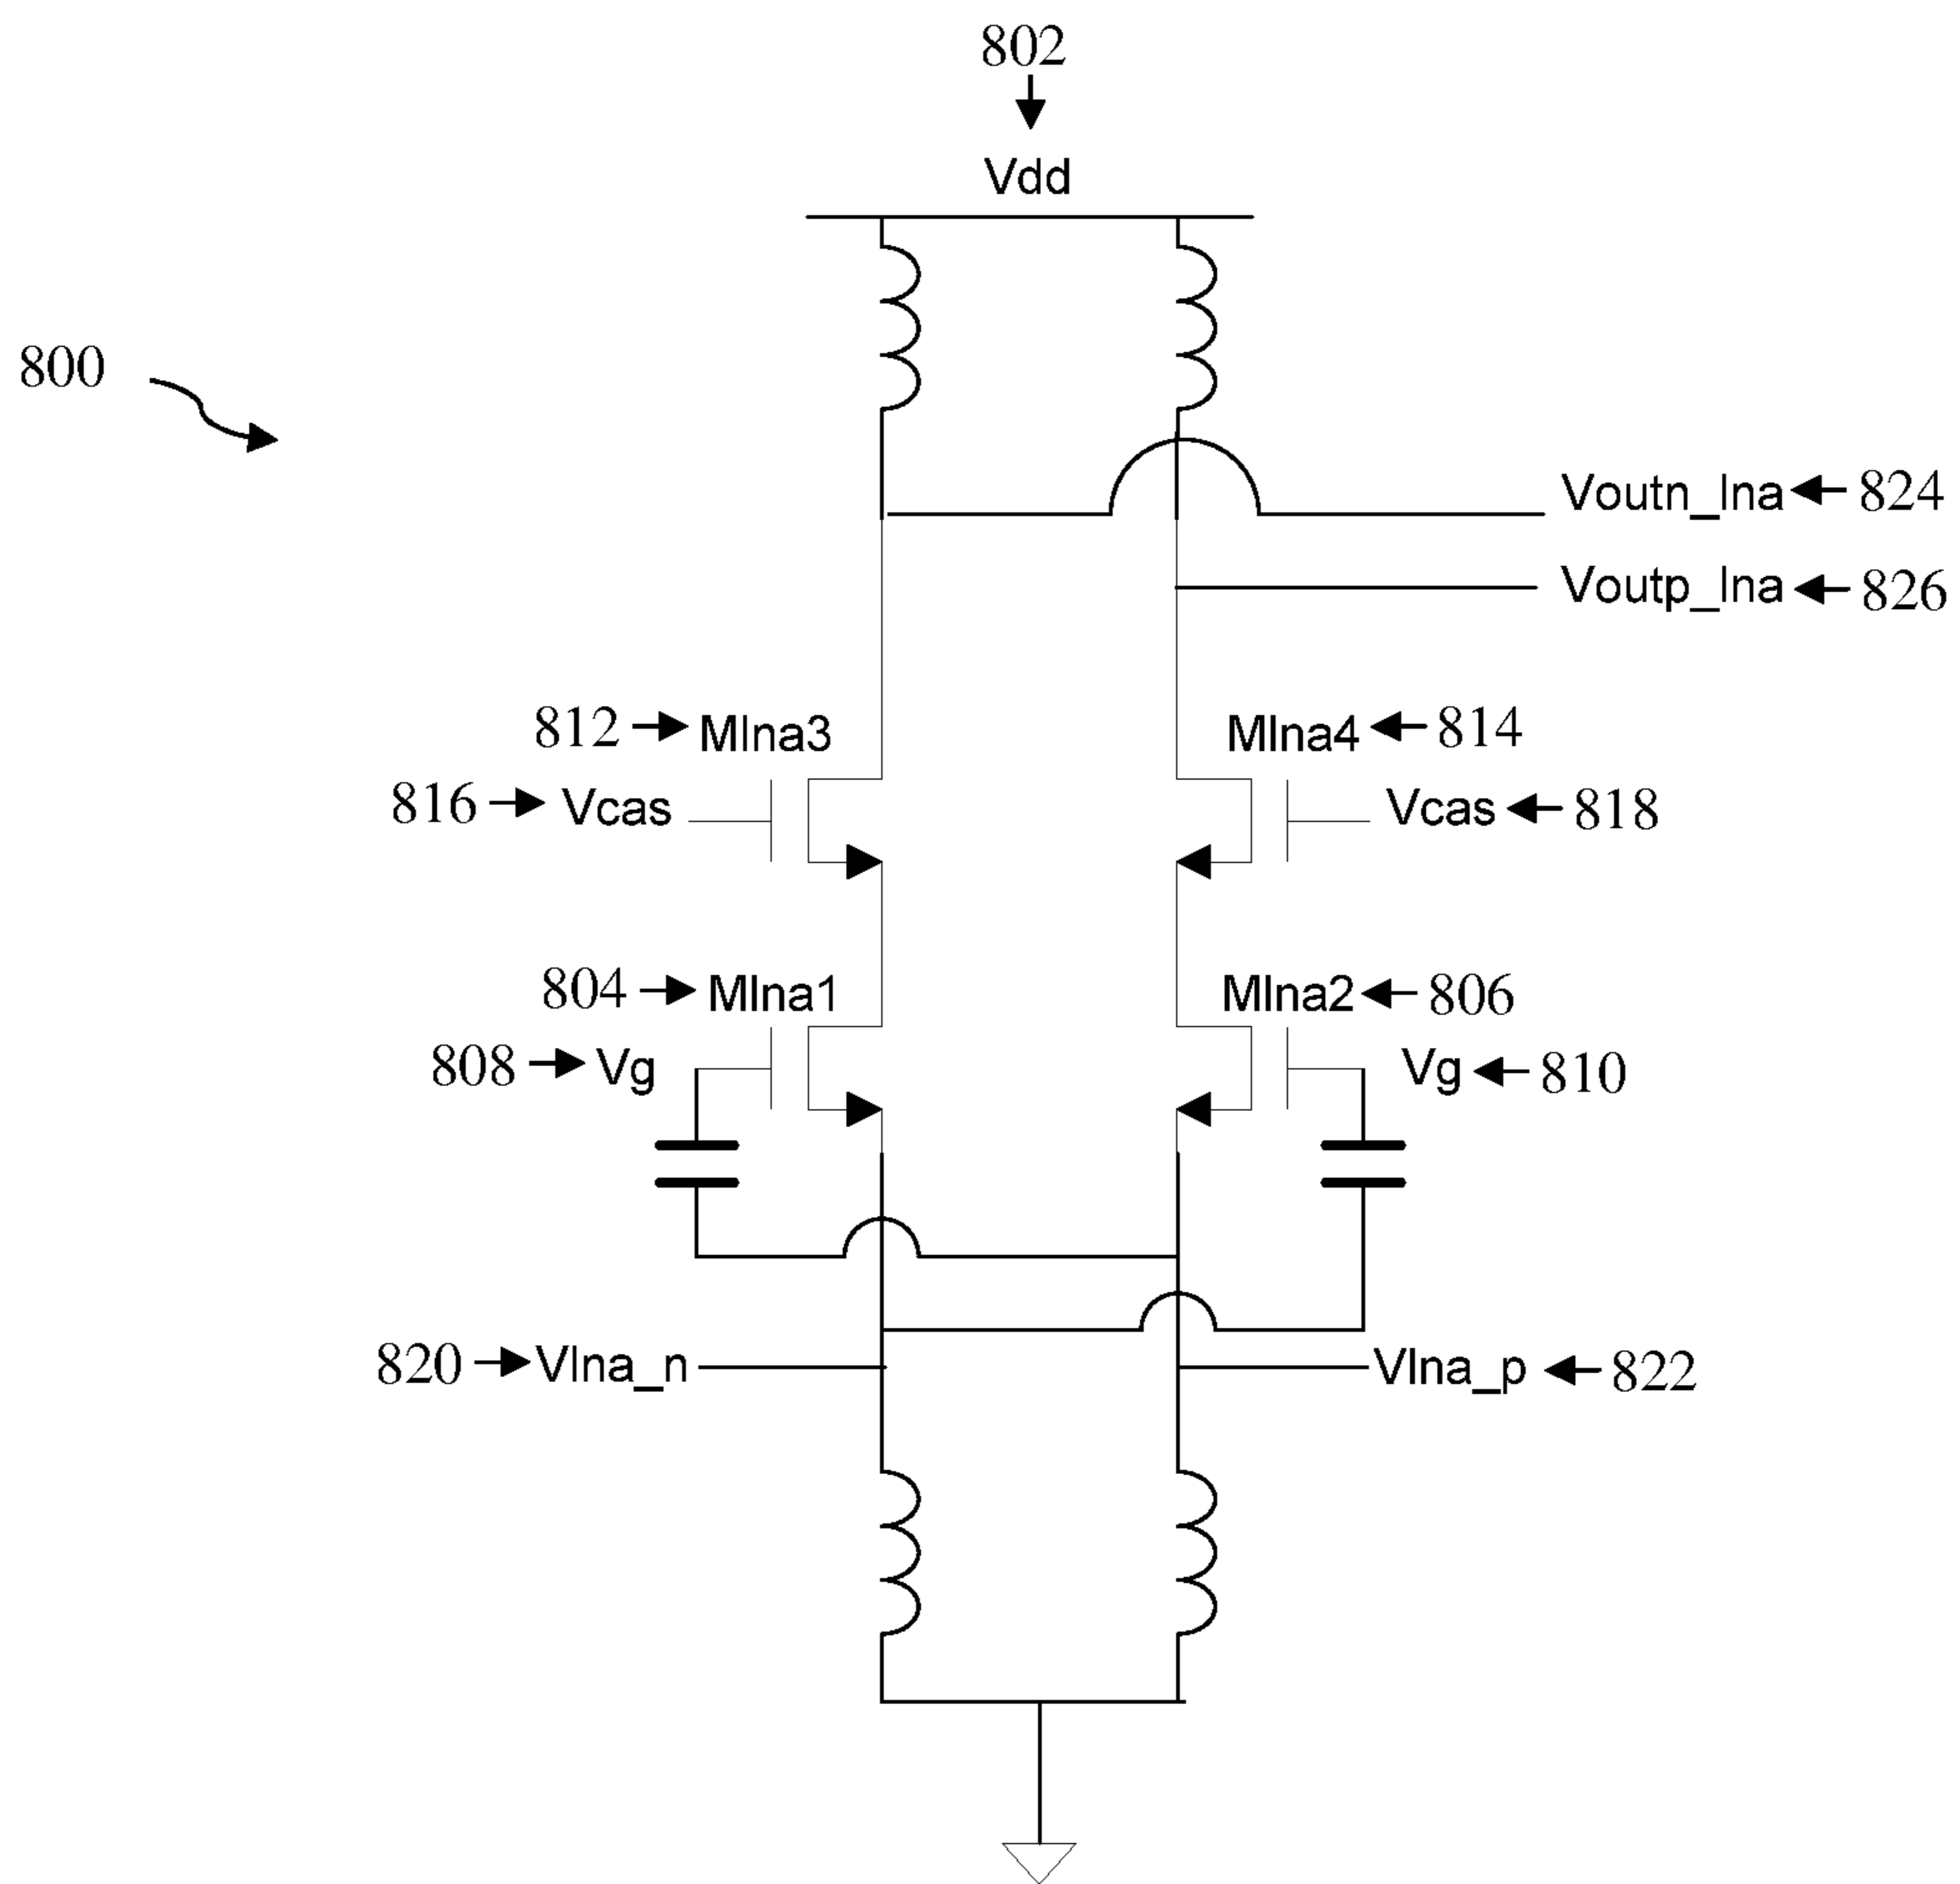 802
Vdd
800
Voutn_lna 824
Voutp_lna 826
812 Mlna3
Mlna4 814
816 Vcas
Vcas 818
804 Mlna1
Mlna2 806
808 Vg
Vg 810
820 Vlna_n
Vlna_p 822